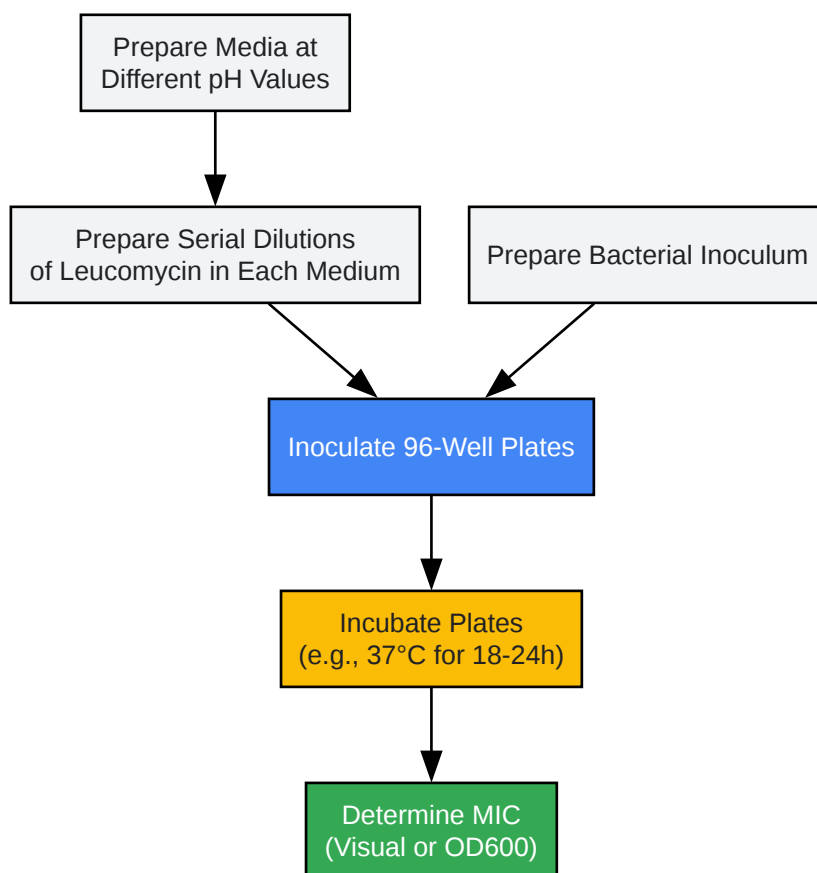 Prepare Media at
Different pH Values
Prepare Serial Dilutions
of Leucomycin in Each Medium
Prepare Bacterial Inoculum
Inoculate 96-Well Plates
Incubate Plates
(e.g., 37°C for 18-24h)
Determine MIC
(Visual or OD600)